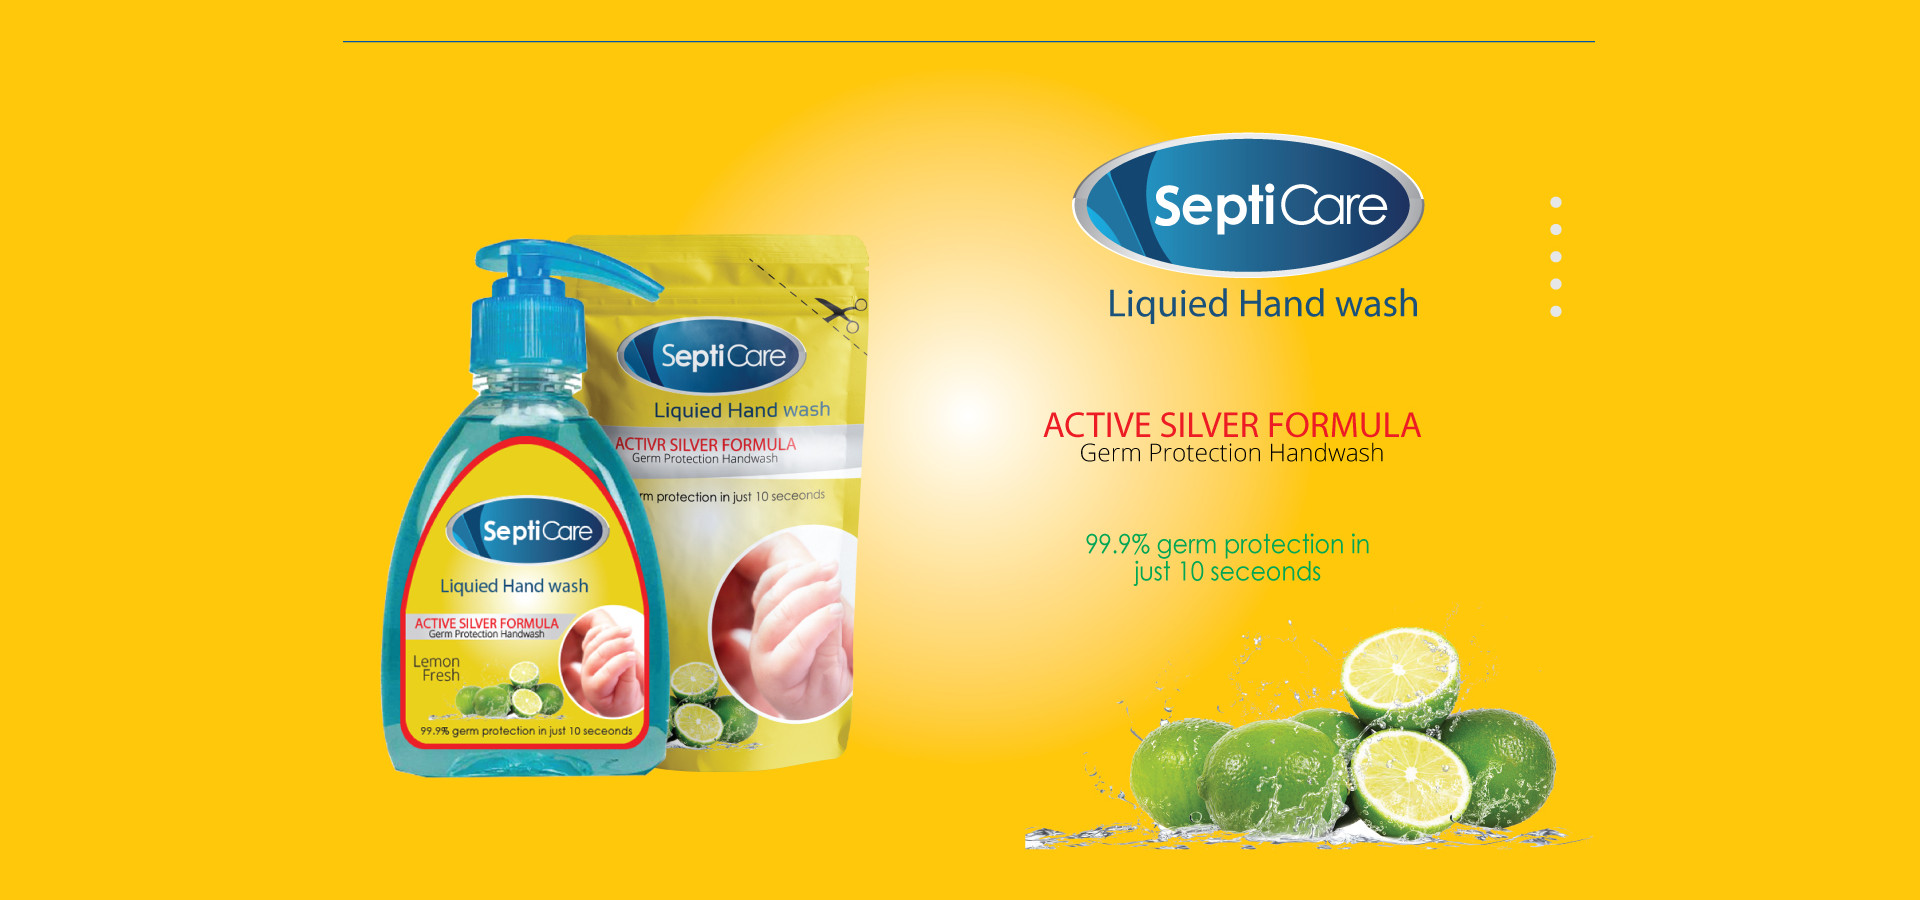 SeptiCare
Liquied Hand wash
ACTIVE SILVER FORMULA
Germ Protection Handwash
99.9% germ protection in
just 10 seceonds
SeptiCare
Liquied Hand wash
ACTIVR SILVER FORMULA
Germ Protection Handwash
protection in just 10 seceonds
SeptiCare
Liquied Hand wash
ACTIVE SILVER FORMULA
Germ Protection Handwash
Lemon
Fresh
99.9% germ protection in just 10 seceonds